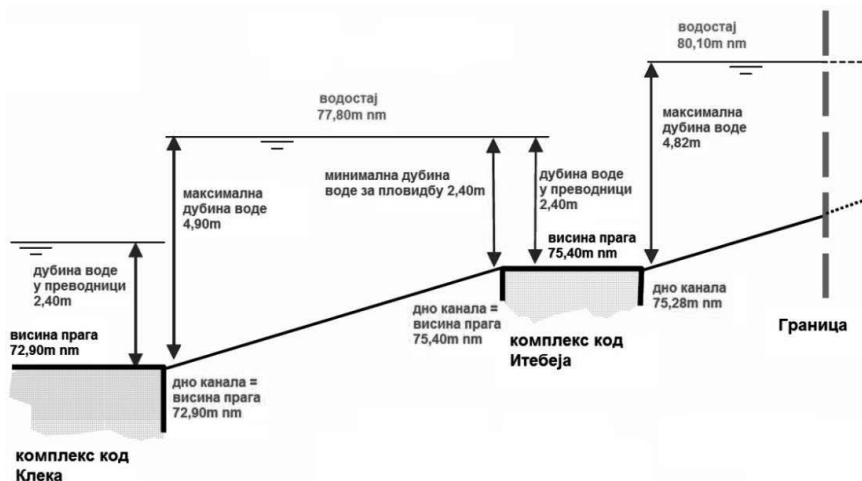 водостај
80,10m nm
водостај
77,80m nm
максимална
дубина воде
4,82m
максимална
дубина воде
4,90m
минимална дубина
воде за пловидбу 2,40m
дубина воде
у преводници
2,40m
висина прага
75,40m nm
дубина воде
у преводници
2,40m
висина прага
72,90m nm
дно канала =
висина прага
75,40m nm
дно канала
75,28m nm
Граница
комплекс код
Итебеја
дно канала =
висина прага
72,90m nm
комплекс код
Клека